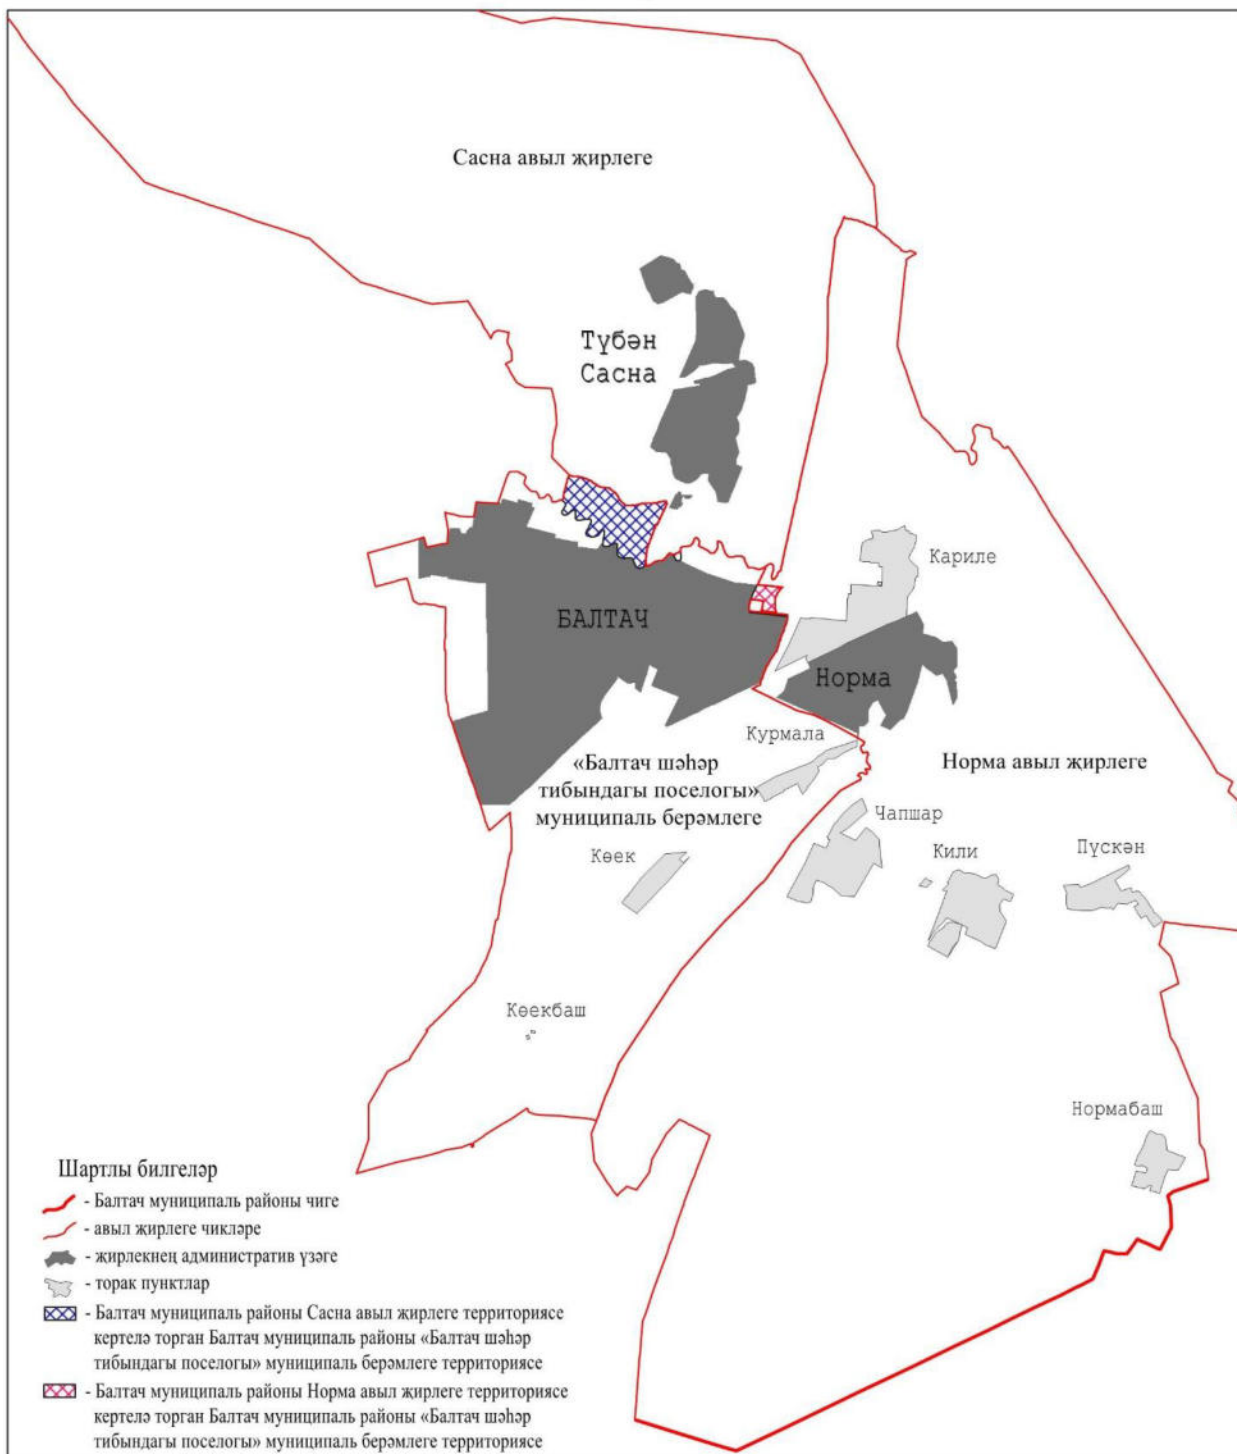 Сасна авыл җирлеге
Түбән
Сасна
Кариле
БАЛТАЧ
Норма
Курмала
«Балтач шәһәр
тибындагы поселогы»
муниципаль берәмлеге
Норма авыл җирлеге
Чапшар
Көек
Кили
Пүскән
Көекбаш
Нормабаш
Шартлы билгеләр
- Балтач муниципаль районы чиге
- авыл җирлеге чикләре
- җирлекнең административ үзәге
- торак пунктлар
- Балтач муниципаль районы Сасна авыл җирлеге территориясе
кертелә торган Балтач муниципаль районы «Балтач шәһәр
тибындагы поселогы» муниципаль берәмлеге территориясе
- Балтач муниципаль районы Норма авыл җирлеге территориясе
кертелә торган Балтач муниципаль районы «Балтач шәһәр
тибындагы поселогы» муниципаль берәмлеге территориясе